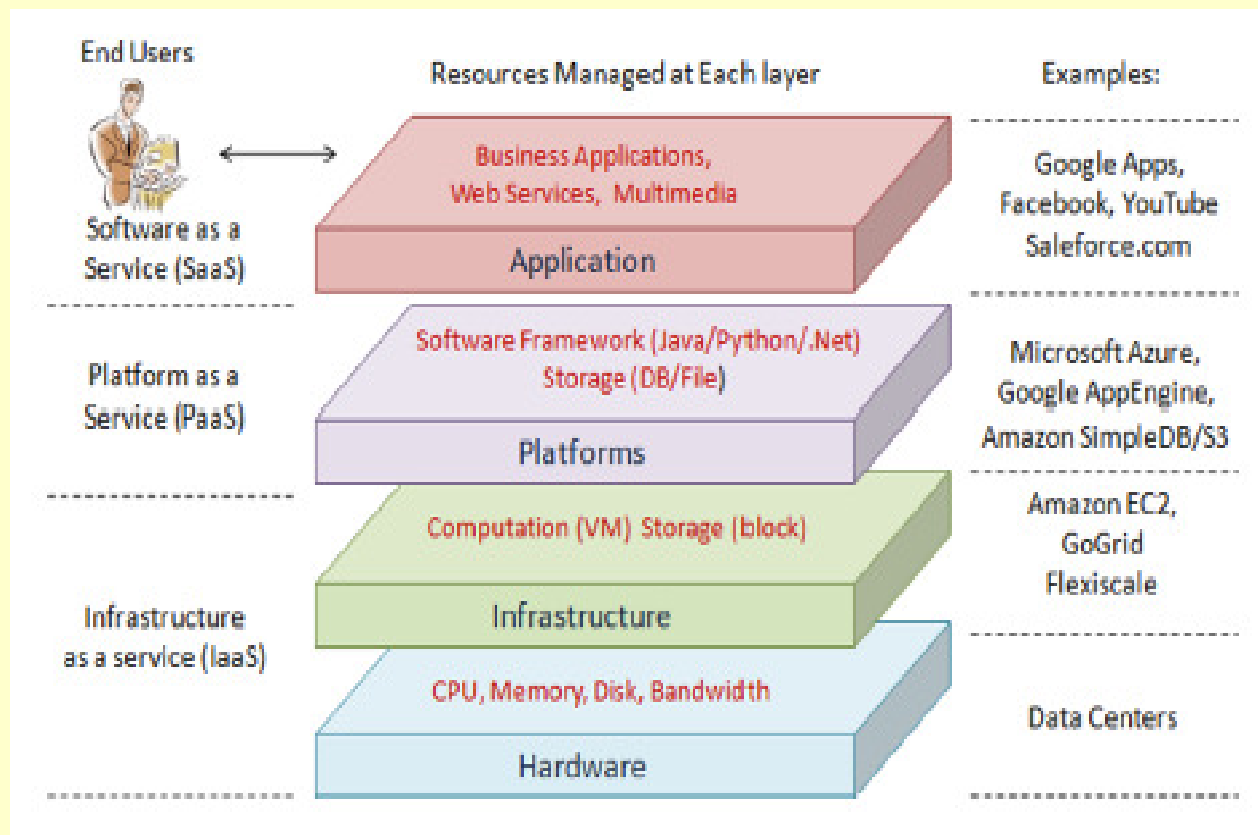 End Users
Resources Managed at Each layer
Examples:
Business Applications,
Web Services, Multimedia
Application
Google Apps,
Facebook, YouTube
Saleforce.com
Software as a
Service (SaaS)
Software Framework (Java/Python/.Net)
Storage (DB/File)
Platforms
Microsoft Azure,
Google AppEngine,
Amazon SimpleDB/S3
Platform as a
Service (PaaS)
Computation (VM) Storage (block)
Infrastructure
Amazon EC2,
GoGrid
Flexiscale
Infrastructure
as a service (IaaS)
CPU, Memory, Disk, Bandwidth
Hardware
Data Centers